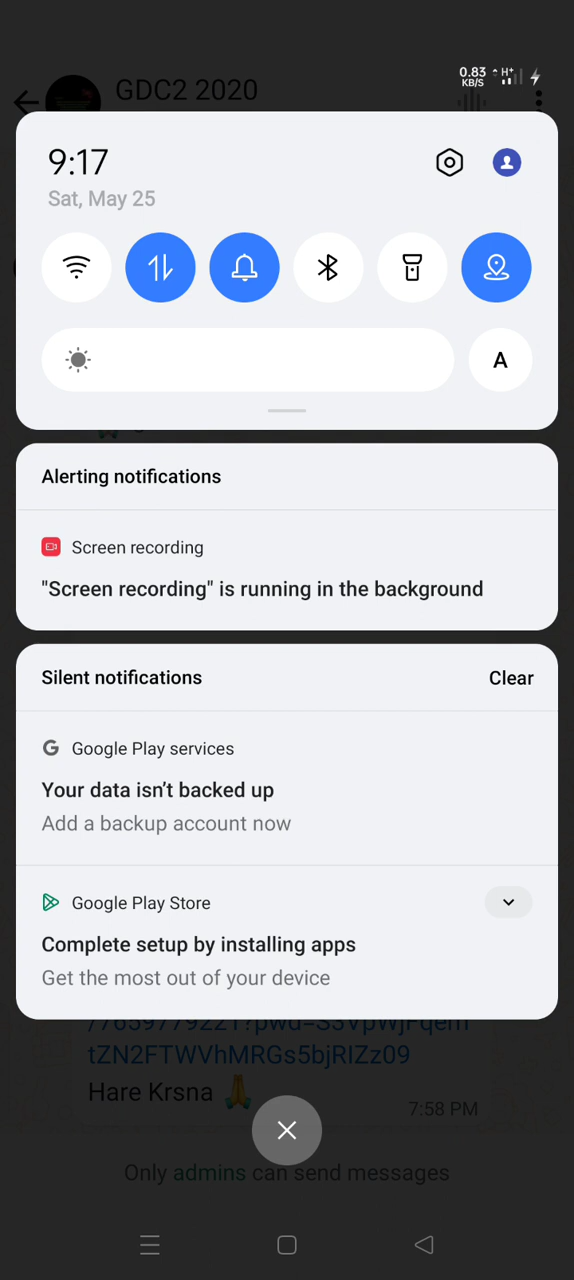 0.83
KB/S
H+
GDC2 2020
9:17
Sat, May 25
A
Alerting notifications
Screen recording
"Screen recording" is running in the background
Silent notifications
Clear
Google Play services
Your data isn't backed up
Add a backup account now
Google Play Store
Complete setup by installing apps
Get the most out of your device
/7659779221?pwd=S3VpWjFqem
tZN2FTWVhMRGs5bjRIZz09
Hare Krsna 🙏
7:58 PM
Only admins can send messages